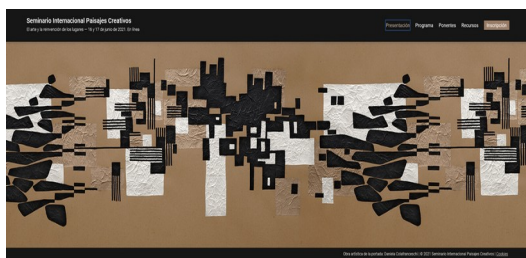 Seminario Internacional Paisajes Creativos
El arte y la reinvención de los lugares – 16 y 17 de junio de 2021. En línea
Presentación Programa Ponentes Recursos Inscripción
Obra artística de la portada: Daniela Colafranceschi | © 2021 Seminario Internacional Paisajes Creativos | Cookies